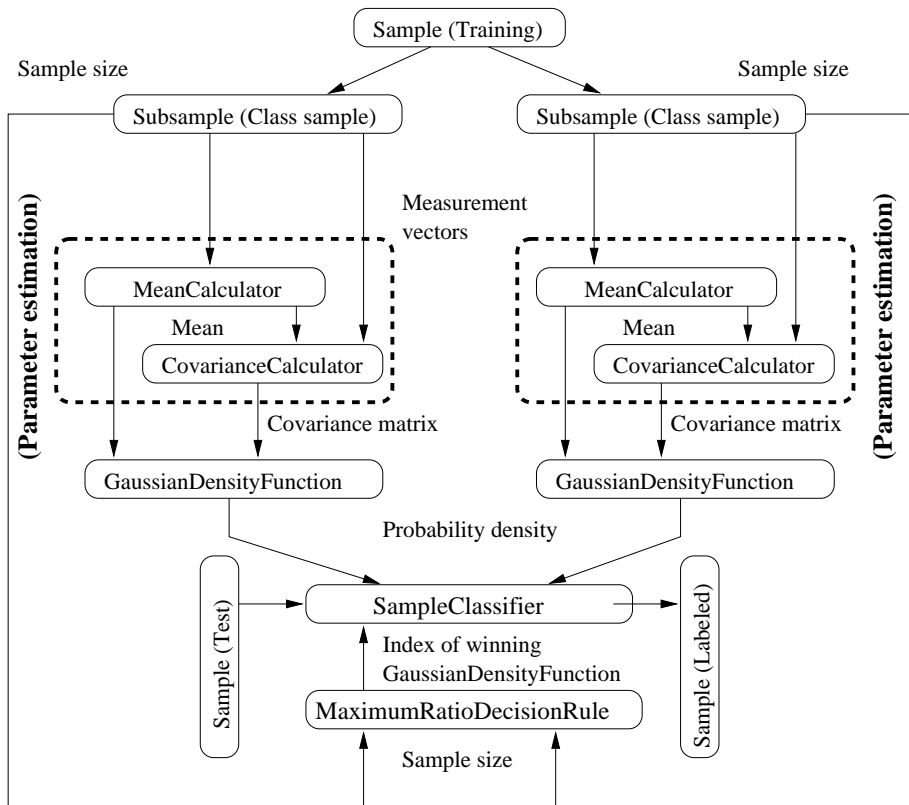 Sample (Training)
Sample size
Sample size
Subsample (Class sample)
Subsample (Class sample)
(Parameter estimation)
Measurement
vectors
(Parameter estimation)
MeanCalculator
MeanCalculator
Mean
Mean
CovarianceCalculator
CovarianceCalculator
Covariance matrix
Covariance matrix
GaussianDensityFunction
GaussianDensityFunction
Probability density
Sample (Test)
SampleClassifier
Sample (Labeled)
Index of winning
GaussianDensityFunction
MaximumRatioDecisionRule
Sample size